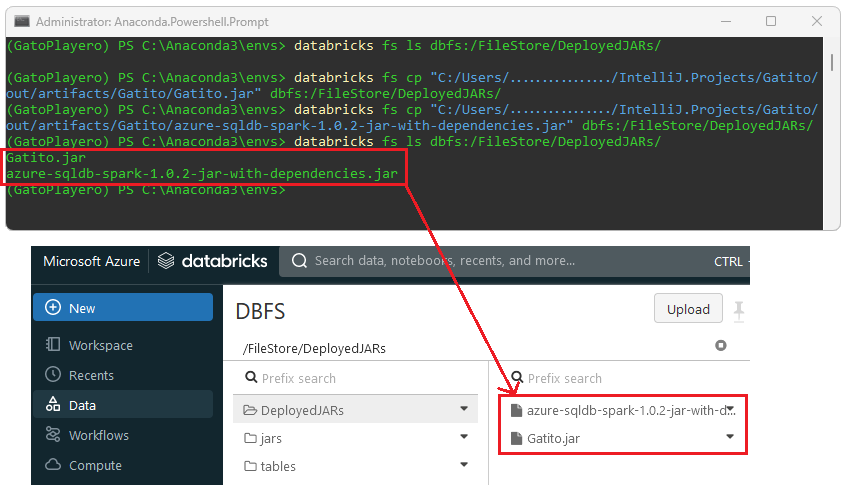 Administrator: Anaconda.Powershell.Prompt
(GatoPlayero) PS C:\Anaconda3\envs> databricks fs ls dbfs:/FileStore/DeployedJARs/
(GatoPlayero) PS C:\Anaconda3\envs> databricks fs cp "C:/Users/................/IntelliJ.Projects/Gatito/
out/artifacts/Gatito/Gatito.jar" dbfs:/FileStore/DeployedJARs/
(GatoPlayero) PS C:\Anaconda3\envs> databricks fs cp "C:/Users/................/IntelliJ.Projects/Gatito/
out/artifacts/Gatito/azure-sqldb-spark-1.0.2-jar-with-dependencies.jar" dbfs:/FileStore/DeployedJARs/
(GatoPlayero) PS C:\Anaconda3\envs> databricks fs ls dbfs:/FileStore/DeployedJARs/
Gatito.jar
azure-sqldb-spark-1.0.2-jar-with-dependencies.jar
(GatoPlayero) PS C:\Anaconda3\envs>
Microsoft Azure databricks Search data, notebooks, recents, and more... CTRL
New
Workspace
Recents
Data
Workflows
Compute
DBFS
Upload
/FileStore/DeployedJARs
Prefix search
DeployedJARs
jars
tables
Prefix search
azure-sqldb-spark-1.0.2-jar-with-d...
Gatito.jar